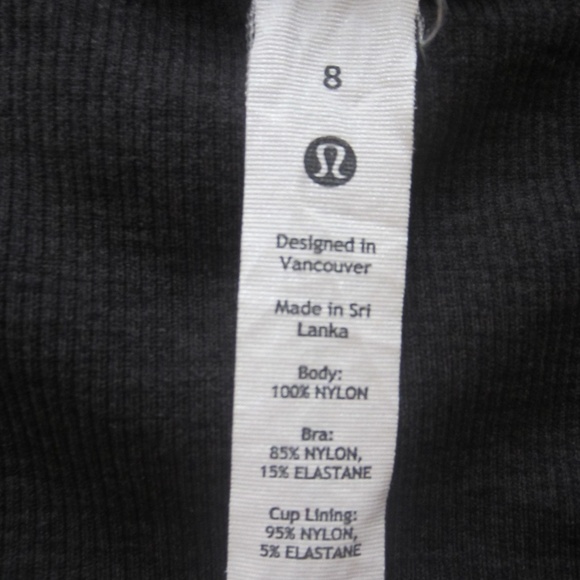 8
Designed in
Vancouver
Made in Sri
Lanka
Body:
100% NYLON
Bra:
85% NYLON,
15% ELASTANE
Cup Lining:
95% NYLON,
5% ELASTANE